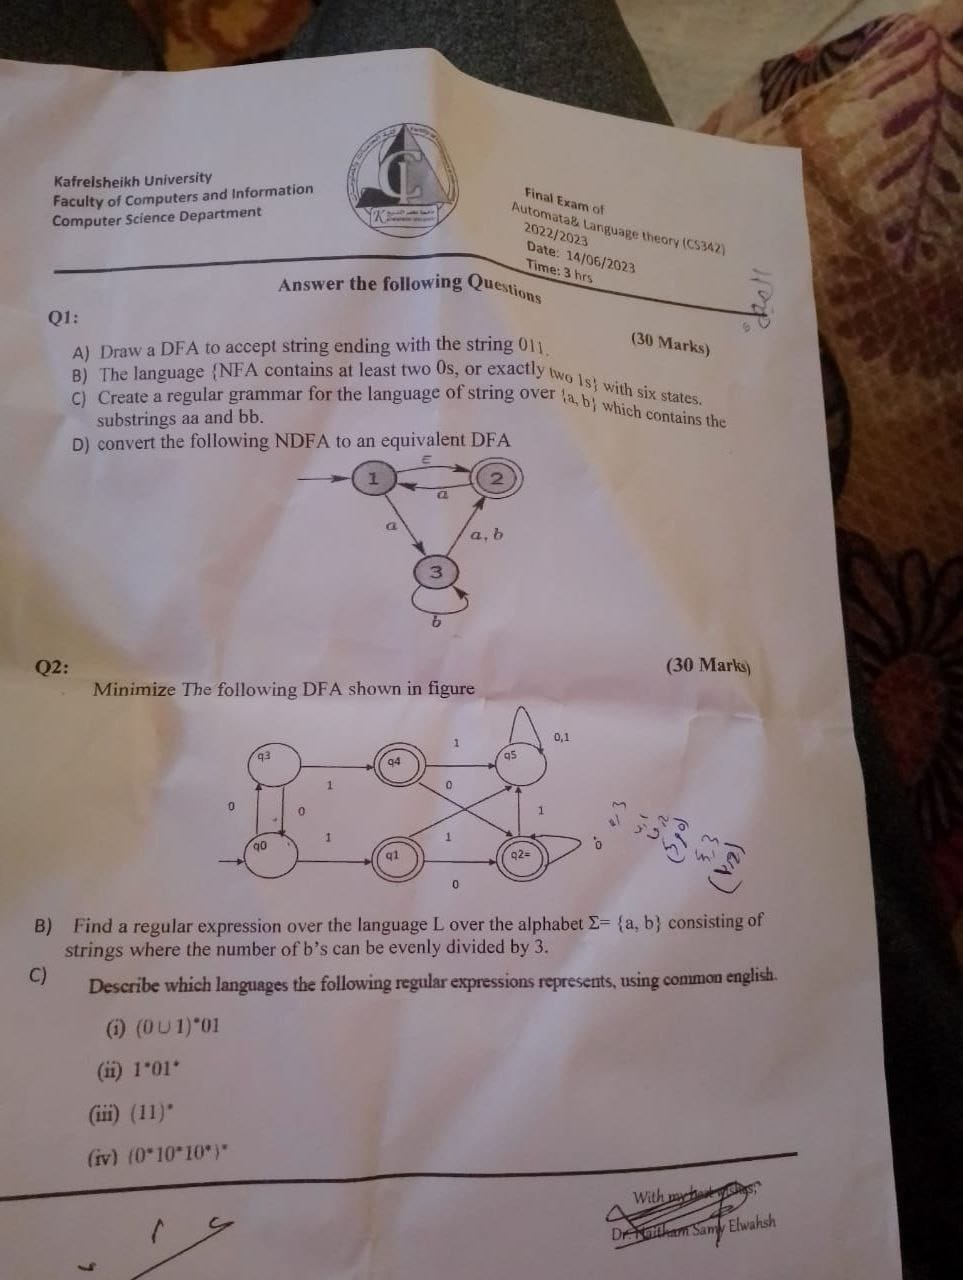 Kafrelsheikh University
Faculty of Computers and Information
Computer Science Department
Final Exam of
Automata& Language theory (CS342)
2022/2023
Date: 14/06/2023
Time: 3 hrs
Answer the following Questions
Q1:
(30 Marks)
A) Draw a DFA to accept string ending with the string 011.
B) The language {NFA contains at least two 0s, or exactly two 1s} with six states.
C) Create a regular grammar for the language of string over {a, b} which contains the
substrings aa and bb.
D) convert the following NDFA to an equivalent DFA
ε
1
2
a
a
a, b
3
b
Q2:
(30 Marks)
Minimize The following DFA shown in figure
q3
q4
1
q5
0,1
1
0
0
0
1
q0
1
q1
1
q2=
0
0
B) Find a regular expression over the language L over the alphabet Σ= {a, b} consisting of
strings where the number of b's can be evenly divided by 3.
C)
Describe which languages the following regular expressions represents, using common english.
(i) (0 ∪ 1)*01
(ii) 1*01*
(iii) (11)*
(iv) (0*10*10*)*
With my best wishes;
Dr. Haitham Samy Elwahsh